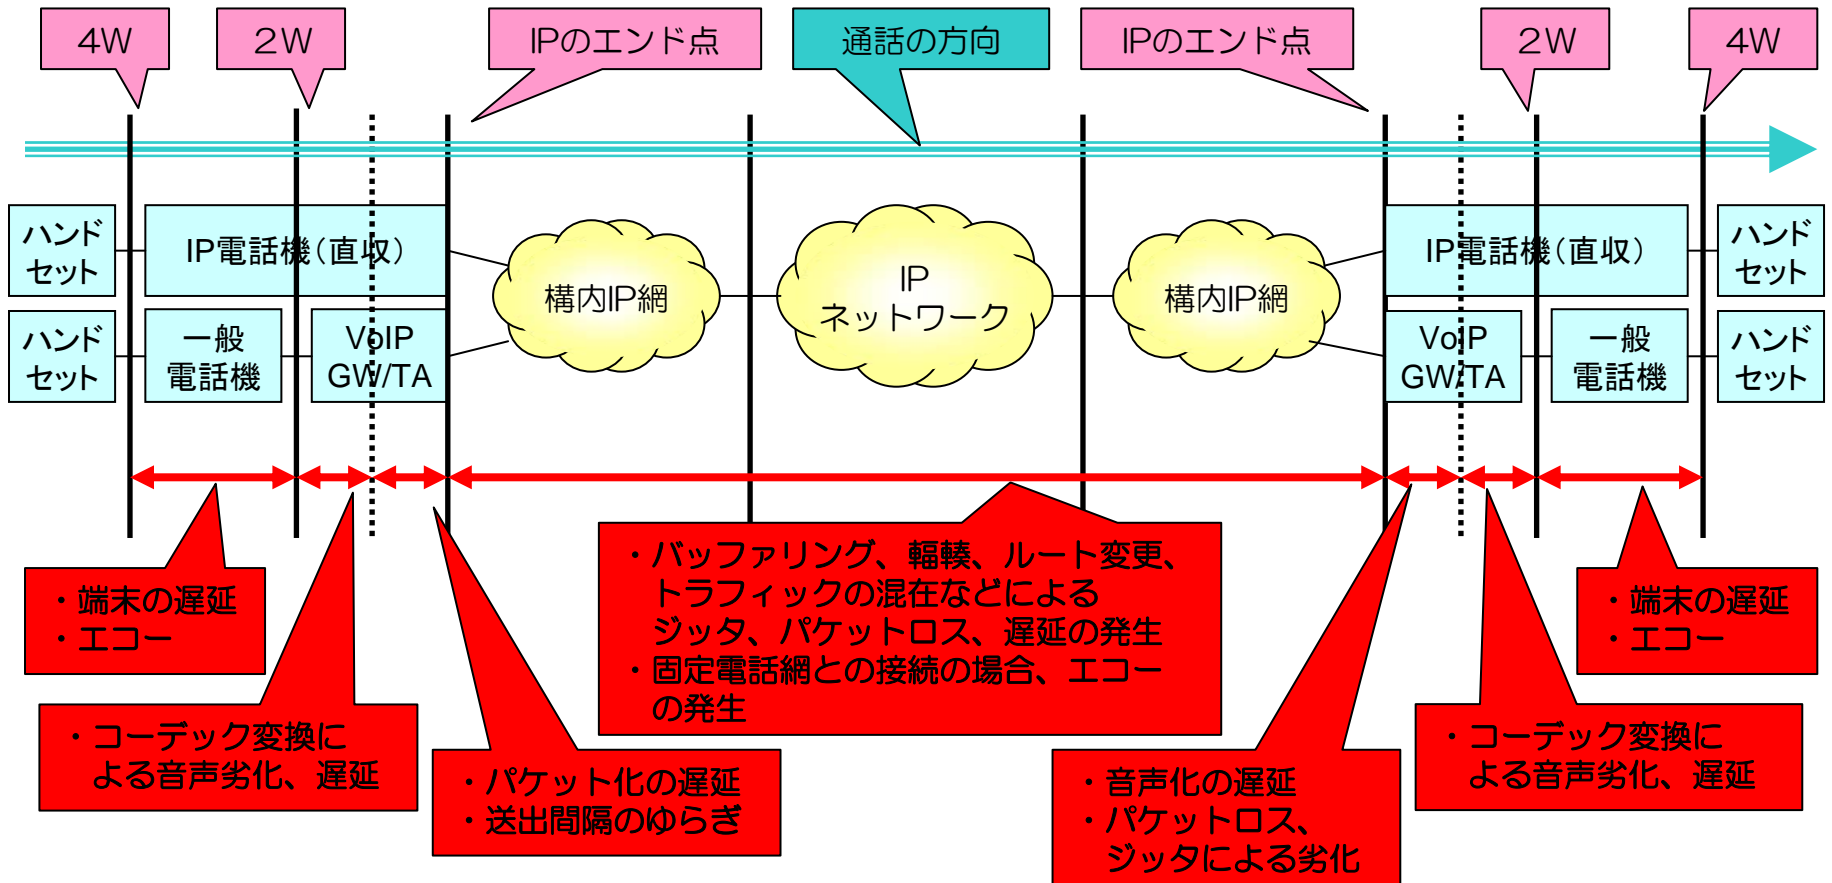 4W
2W
IPのエンド点
通話の方向
IPのエンド点
2W
4W
ハンド
セット
IP電話機(直収)
構内IP網
IP
ネットワーク
構内IP網
IP電話機(直収)
ハンド
セット
ハンド
セット
一般
電話機
VoIP
GW/TA
VoIP
GW/TA
一般
電話機
ハンド
セット
・端末の遅延
・エコー
・コーデック変換に
よる音声劣化、遅延
・パケット化の遅延
・送出間隔のゆらぎ
・バッファリング、輻輳、ルート変更、
トラフィックの混在などによる
ジッタ、パケットロス、遅延の発生
・固定電話網との接続の場合、エコー
の発生
・音声化の遅延
・パケットロス、
ジッタによる劣化
・コーデック変換に
よる音声劣化、遅延
・端末の遅延
・エコー